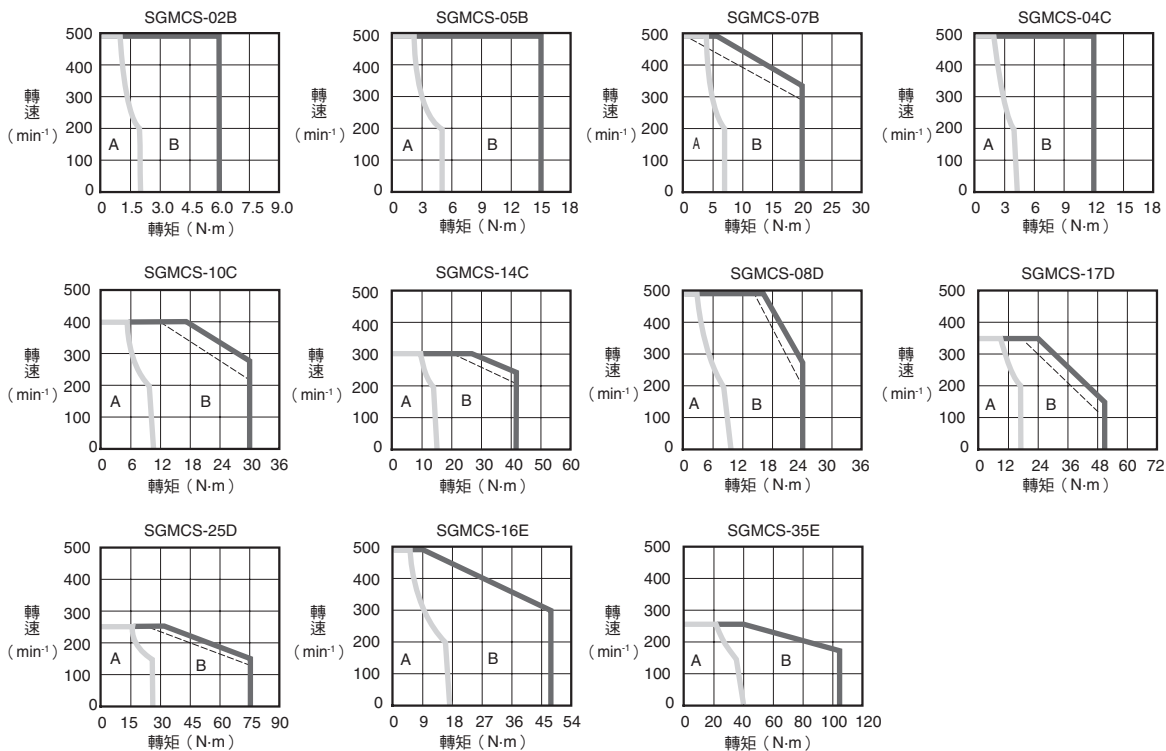 SGMCS-02B
500
400
300
200
100
0
轉速
(min-1)
A
B
0 1.5 3.0 4.5 6.0 7.5 9.0
轉矩(N·m)
SGMCS-05B
500
400
300
200
100
0
轉速
(min-1)
A
B
0 3 6 9 12 15 18
轉矩(N·m)
SGMCS-07B
500
400
300
200
100
0
轉速
(min-1)
A
B
0 5 10 15 20 25 30
轉矩(N·m)
SGMCS-04C
500
400
300
200
100
0
轉速
(min-1)
A
B
0 3 6 9 12 15 18
轉矩(N·m)
SGMCS-10C
500
400
300
200
100
0
轉速
(min-1)
A
B
0 6 12 18 24 30 36
轉矩(N·m)
SGMCS-14C
500
400
300
200
100
0
轉速
(min-1)
A
B
0 10 20 30 40 50 60
轉矩(N·m)
SGMCS-08D
500
400
300
200
100
0
轉速
(min-1)
A
B
0 6 12 18 24 30 36
轉矩(N·m)
SGMCS-17D
500
400
300
200
100
0
轉速
(min-1)
A
B
0 12 24 36 48 60 72
轉矩(N·m)
SGMCS-25D
500
400
300
200
100
0
轉速
(min-1)
A
B
0 15 30 45 60 75 90
轉矩(N·m)
SGMCS-16E
500
400
300
200
100
0
轉速
(min-1)
A
B
0 9 18 27 36 47 54
轉矩(N·m)
SGMCS-35E
500
400
300
200
100
0
轉速
(min-1)
A
B
0 20 40 60 80 100 120
轉矩(N·m)